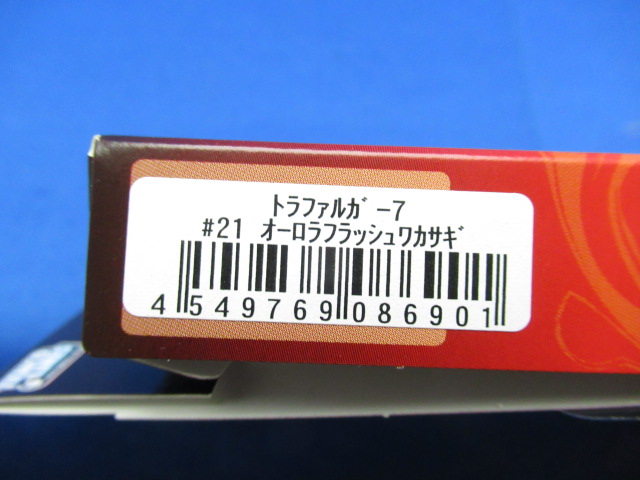 ﾄﾗﾌｧﾙｶﾞｰ7
#21 ｵｰﾛﾗﾌﾗｯｼｭﾜｶｻｷﾞ
4 549769 086901